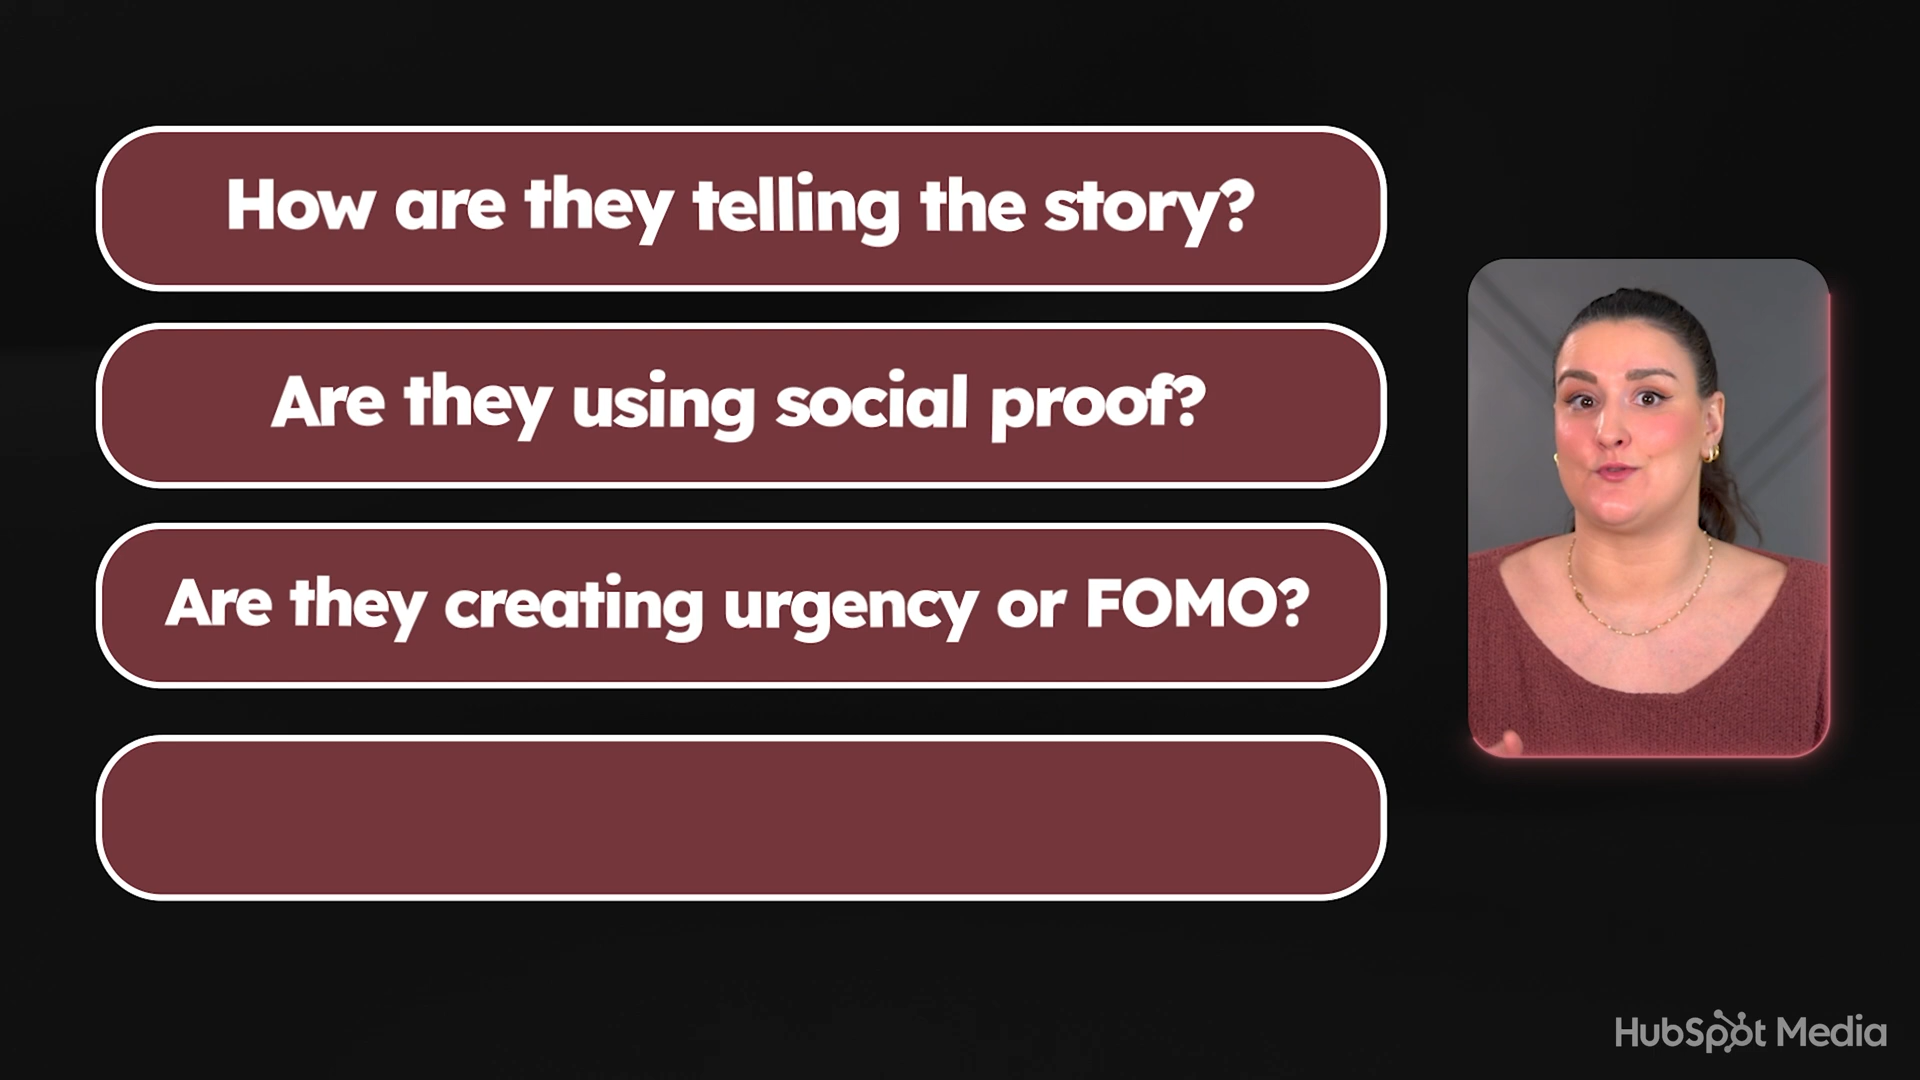 How are they telling the story?
Are they using social proof?
Are they creating urgency or FOMO?
HubSpot Media